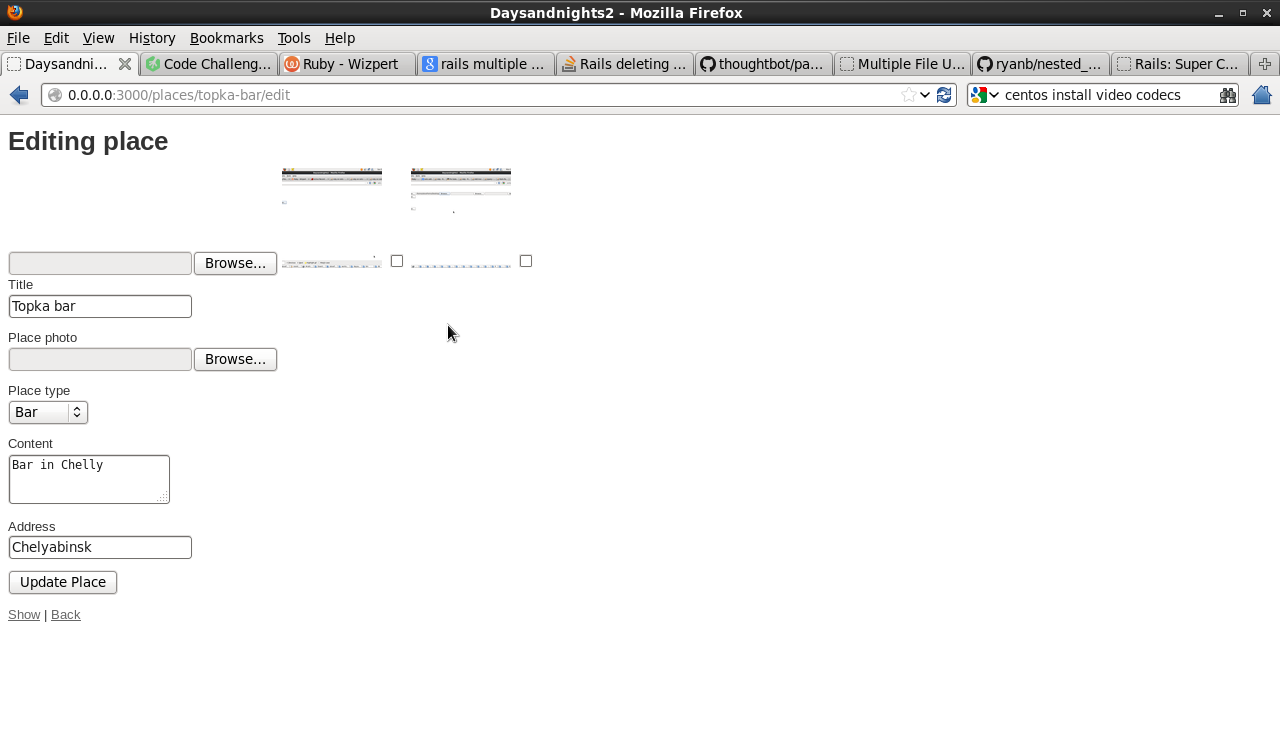 Daysandnights2 - Mozilla Firefox
File Edit View History Bookmarks Tools Help
Daysandni... Code Challeng... Ruby - Wizpert rails multiple ... Rails deleting ... thoughtbot/pa... Multiple File U... ryanb/nested_... Rails: Super C...
0.0.0.0:3000/places/topka-bar/edit centos install video codecs
Editing place
Browse...
Title
Topka bar
Place photo
Browse...
Place type
Bar
Content
Bar in Chelly
Address
Chelyabinsk
Update Place
Show | Back